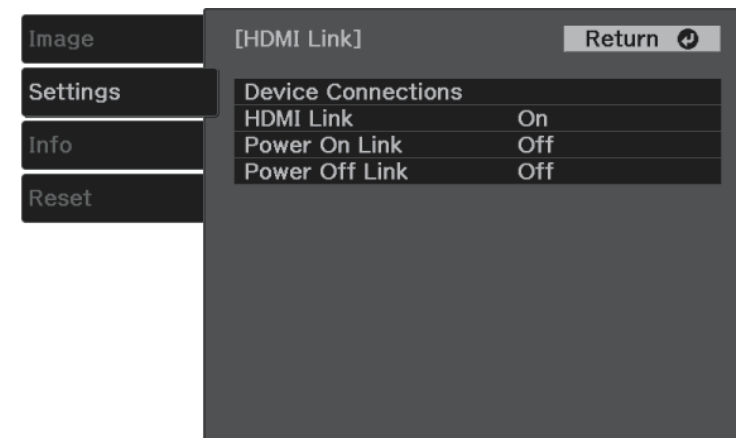 Image
Settings
Info
Reset
[HDMI Link]
Return
Device Connections
HDMI Link On
Power On Link Off
Power Off Link Off